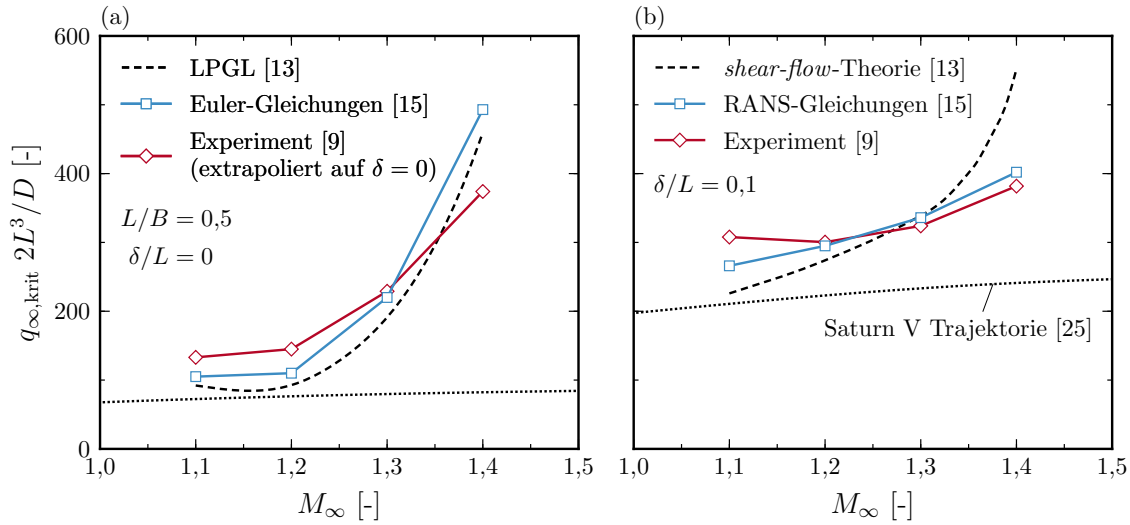 (a)
600
400
200
0
q∞,krit 2L³/D [-]
LPGL [13]
Euler-Gleichungen [15]
Experiment [9]
(extrapoliert auf δ = 0)
L/B = 0,5
δ/L = 0
1,0 1,1 1,2 1,3 1,4 1,5
M∞ [-]
(b)
shear-flow-Theorie [13]
RANS-Gleichungen [15]
Experiment [9]
δ/L = 0,1
Saturn V Trajektorie [25]
1,0 1,1 1,2 1,3 1,4 1,5
M∞ [-]